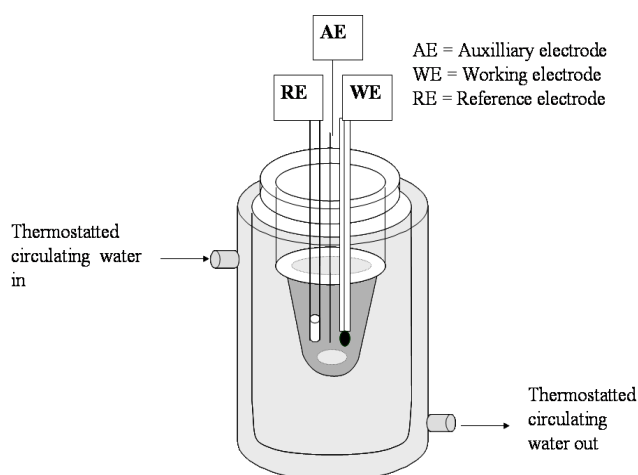 AE
RE
WE
AE = Auxilliary electrode
WE = Working electrode
RE = Reference electrode
Thermostatted
circulating water
in
Thermostatted
circulating
water out